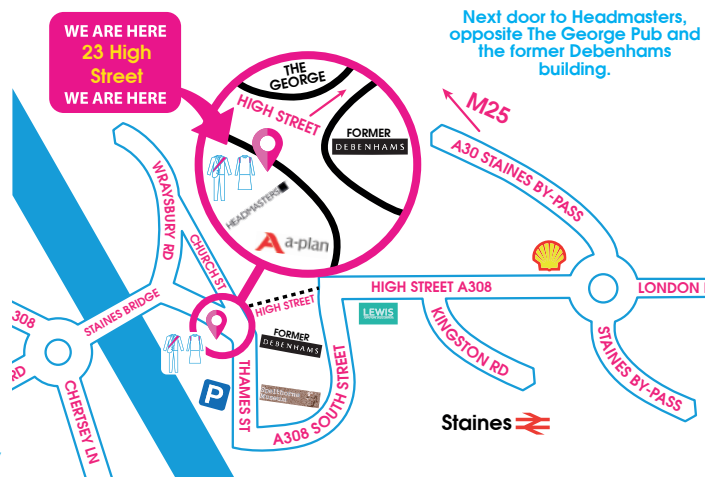 WE ARE HERE
23 High
Street
WE ARE HERE
Next door to Headmasters,
opposite The George Pub and
the former Debenhams
building.
THE
GEORGE
HIGH STREET
FORMER
DEBENHAMS
HEADMASTERS
a-plan
M25
A30 STAINES BY-PASS
WRAYSBURY RD
CHURCH ST
STAINES BRIDGE
HIGH STREET
HIGH STREET A308
LONDON
LEWIS
KINGSTON RD
STAINES BY-PASS
308
RD
CHERTSEY LN
FORMER
DEBENHAMS
Spelthorne
Museum
P
THAMES ST
A308 SOUTH STREET
Staines